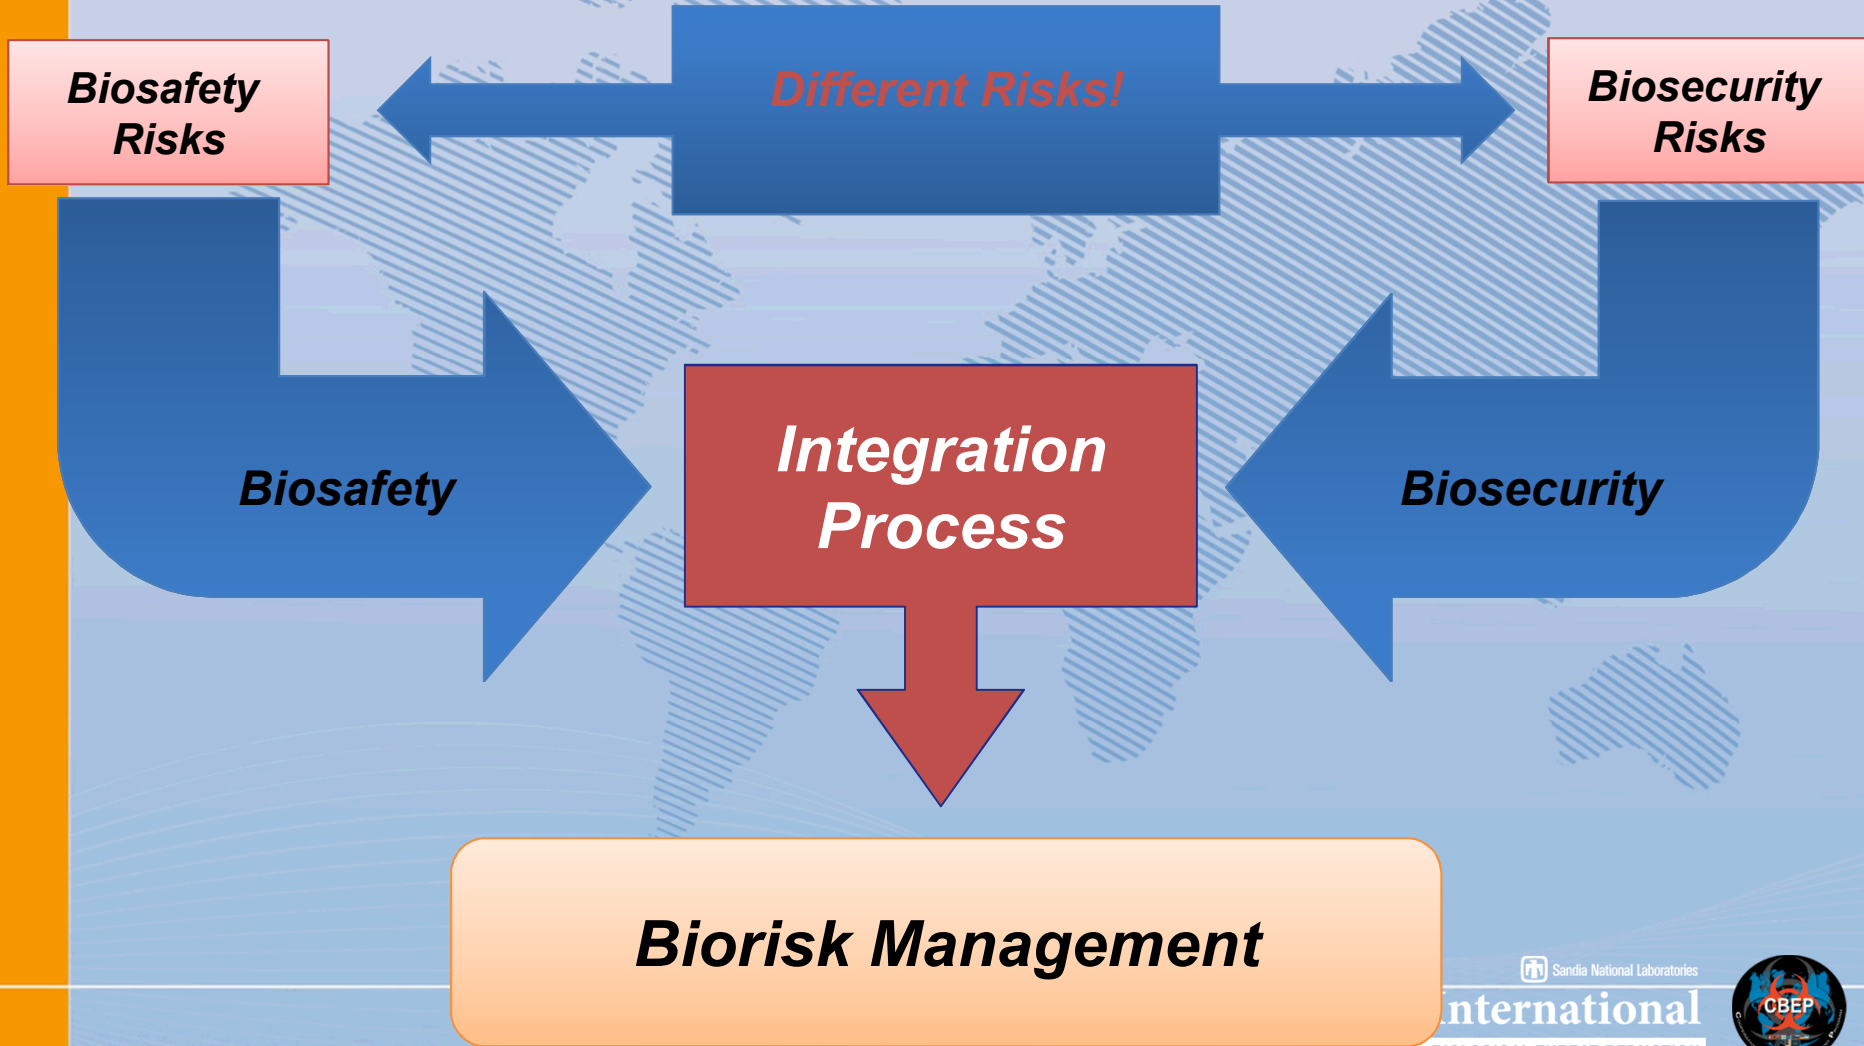 Biosafety
Risks
Different Risks!
Biosecurity
Risks
Integration
Process
Biosafety
Biosecurity
Biorisk Management
Sandia National Laboratories
nternational
CBEP